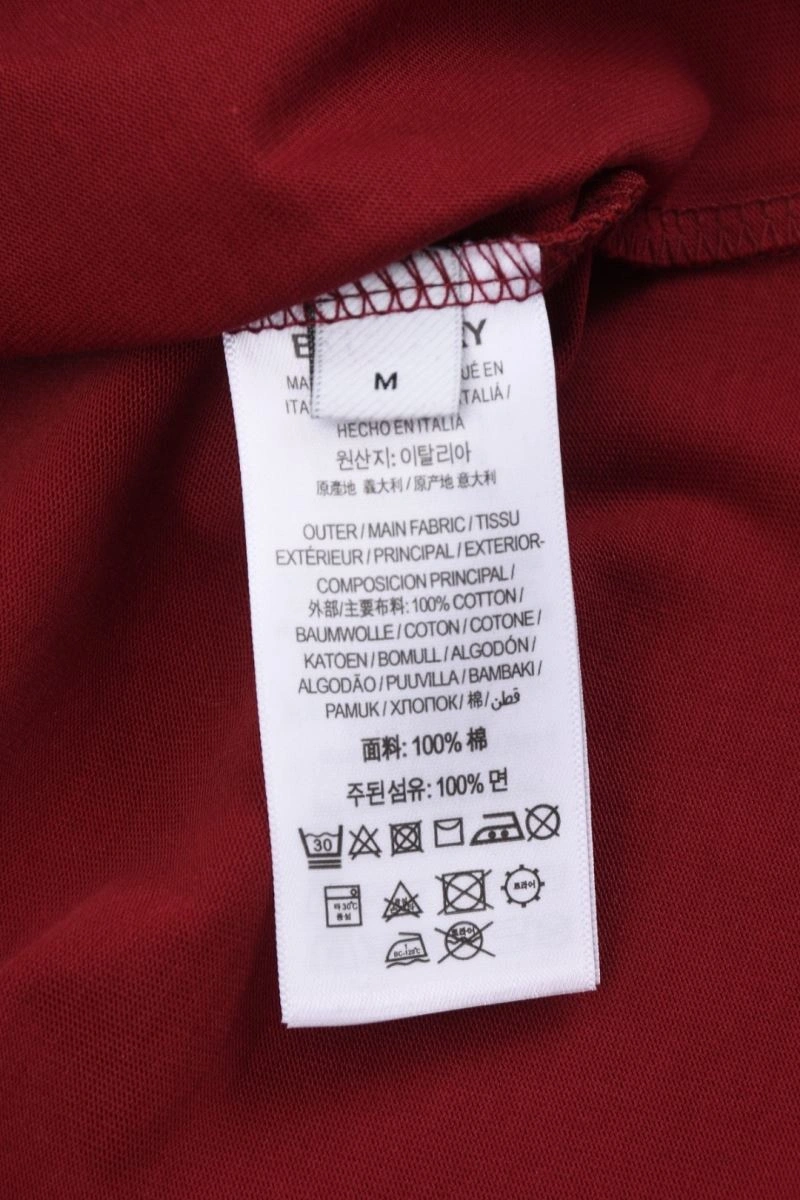 M
HECHO EN ITALIA
원산지: 이탈리아
原產地 義大利 / 原产地 意大利
OUTER / MAIN FABRIC / TISSU
EXTÉRIEUR / PRINCIPAL / EXTERIOR-
COMPOSICION PRINCIPAL /
外部/主要布料: 100% COTTON /
BAUMWOLLE / COTON / COTONE /
KATOEN / BOMULL / ALGODÓN /
ALGODÃO / PUUVILLA / BAMBAKI /
PAMUK / ХЛОПОК / 棉 / قطن
面料: 100% 棉
주된섬유: 100% 면
30